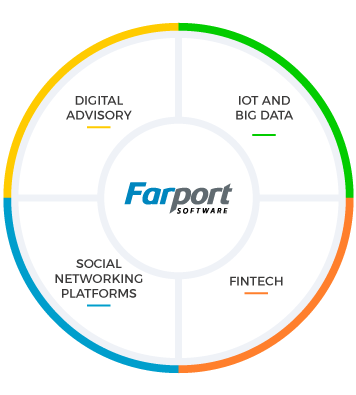 DIGITAL
ADVISORY
IOT AND
BIG DATA
Farport
SOFTWARE
SOCIAL
NETWORKING
PLATFORMS
FINTECH